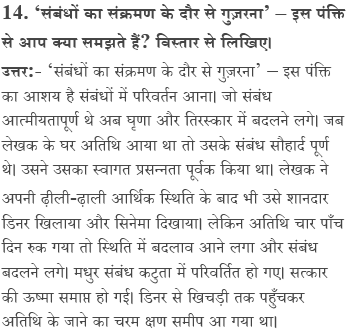 14. ‘संबंधों का संक्रमण के दौर से गुज़रना’ – इस पंक्ति
से आप क्या समझते हैं? विस्तार से लिखिए।
उत्तर:- ‘संबंधों का संक्रमण के दौर से गुज़रना’ – इस पंक्ति
का आशय है संबंधों में परिवर्तन आना। जो संबंध
आत्मीयतापूर्ण थे अब घृणा और तिरस्कार में बदलने लगे। जब
लेखक के घर अतिथि आया था तो उसके संबंध सौहार्द पूर्ण
थे। उसने उसका स्वागत प्रसन्नता पूर्वक किया था। लेखक ने
अपनी ढ़ीली-ढ़ाली आर्थिक स्थिति के बाद भी उसे शानदार
डिनर खिलाया और सिनेमा दिखाया। लेकिन अतिथि चार पाँच
दिन रुक गया तो स्थिति में बदलाव आने लगा और संबंध
बदलने लगे। मधुर संबंध कटुता में परिवर्तित हो गए। सत्कार
की ऊष्मा समाप्त हो गई। डिनर से खिचड़ी तक पहुँचकर
अतिथि के जाने का चरम क्षण समीप आ गया था।